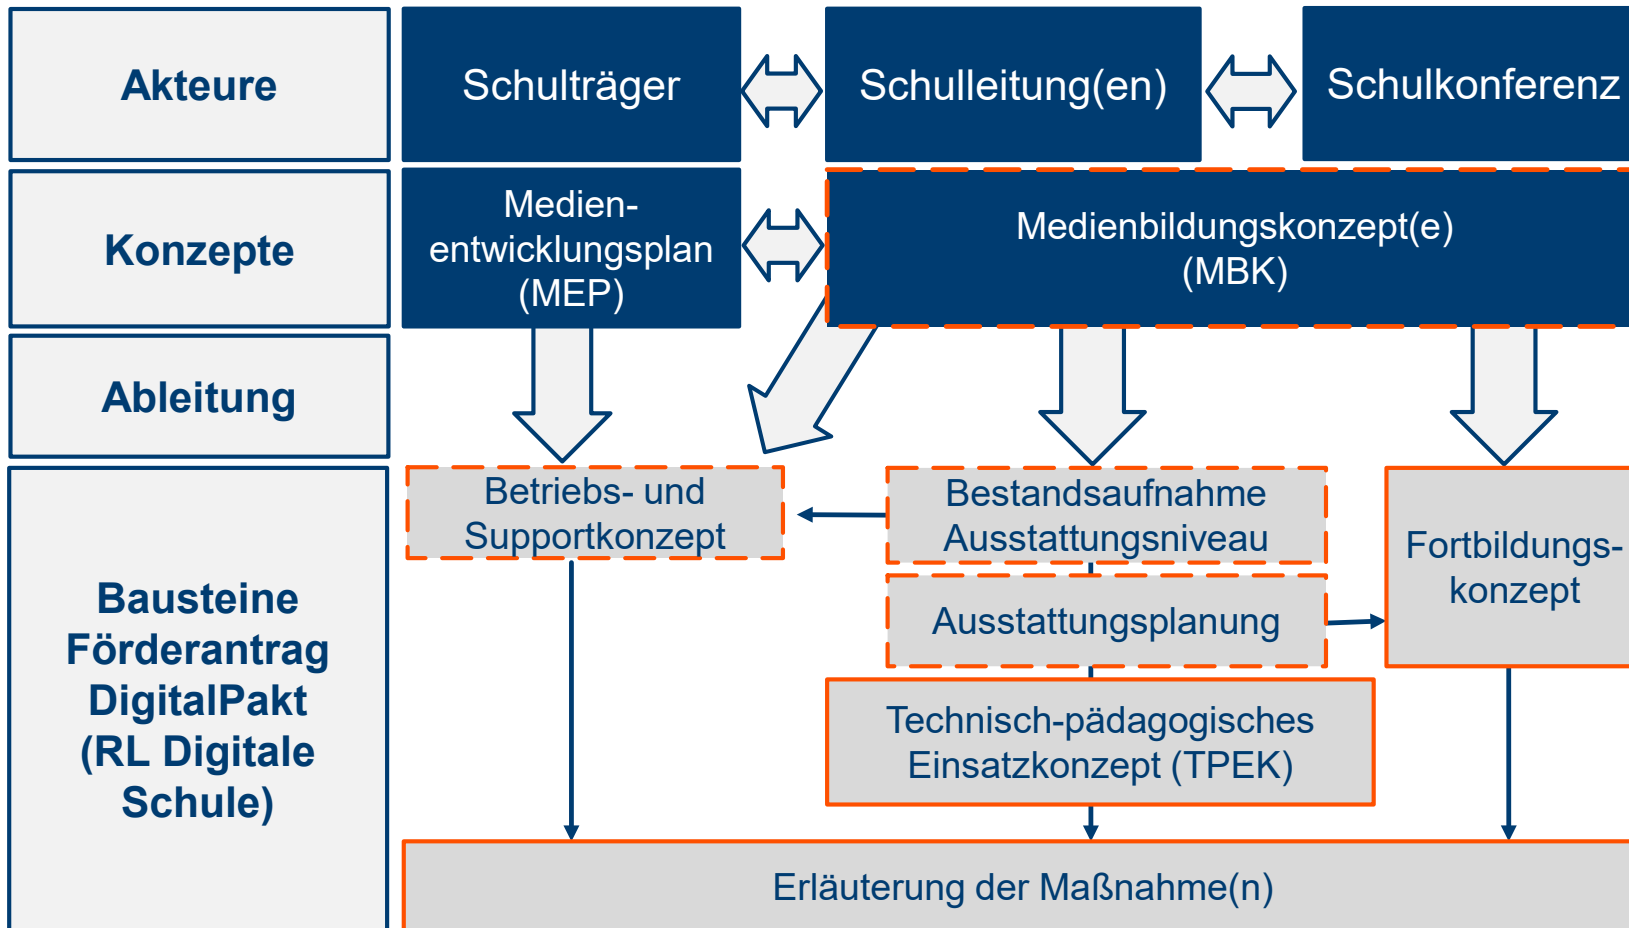 Akteure
Schulträger
Schulleitung(en)
Schulkonferenz
Konzepte
Medien-
entwicklungsplan
(MEP)
Medienbildungskonzept(e)
(MBK)
Ableitung
Bausteine
Förderantrag
DigitalPakt
(RL Digitale
Schule)
Betriebs- und
Supportkonzept
Bestandsaufnahme
Ausstattungsniveau
Ausstattungsplanung
Fortbildungs-
konzept
Technisch-pädagogisches
Einsatzkonzept (TPEK)
Erläuterung der Maßnahme(n)